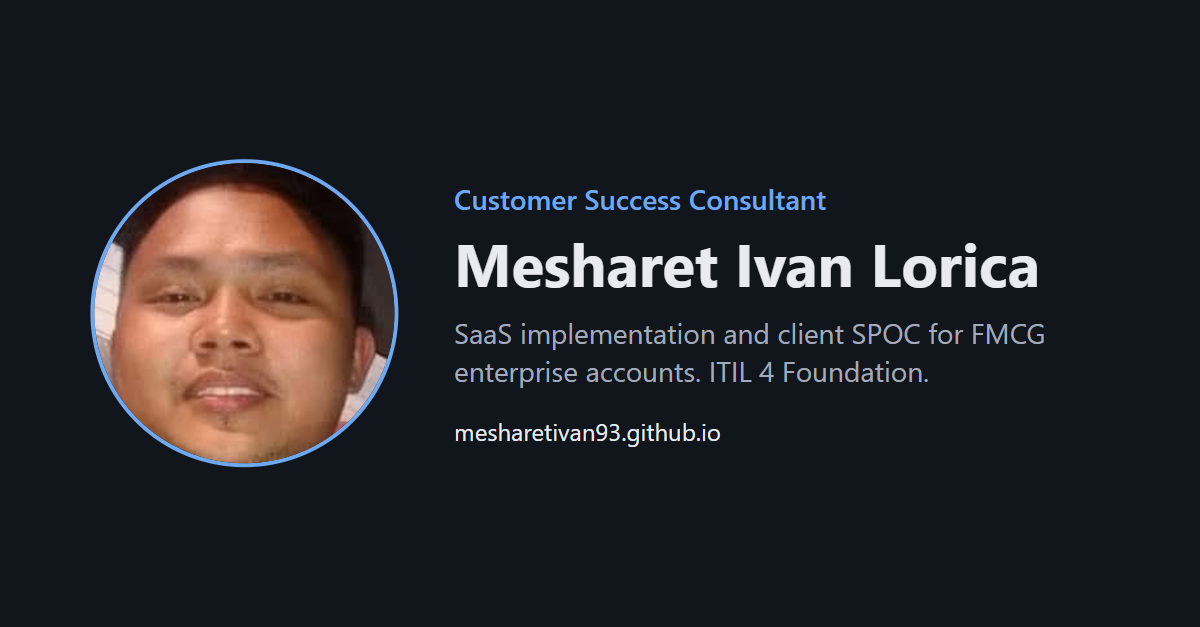 Customer Success Consultant
Mesharet Ivan Lorica
SaaS implementation and client SPOC for FMCG
enterprise accounts. ITIL 4 Foundation.
mesharetivan93.github.io